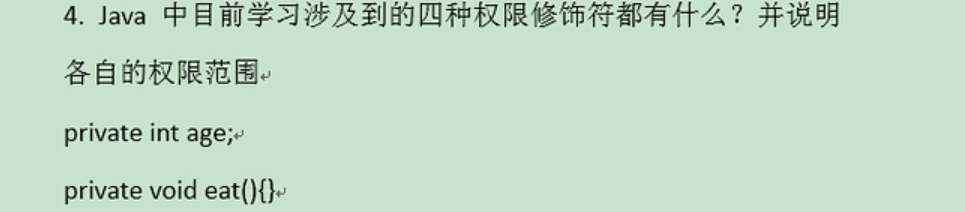 4. Java 中目前学习涉及到的四种权限修饰符都有什么？并说明
各自的权限范围
private int age;
private void eat(){}